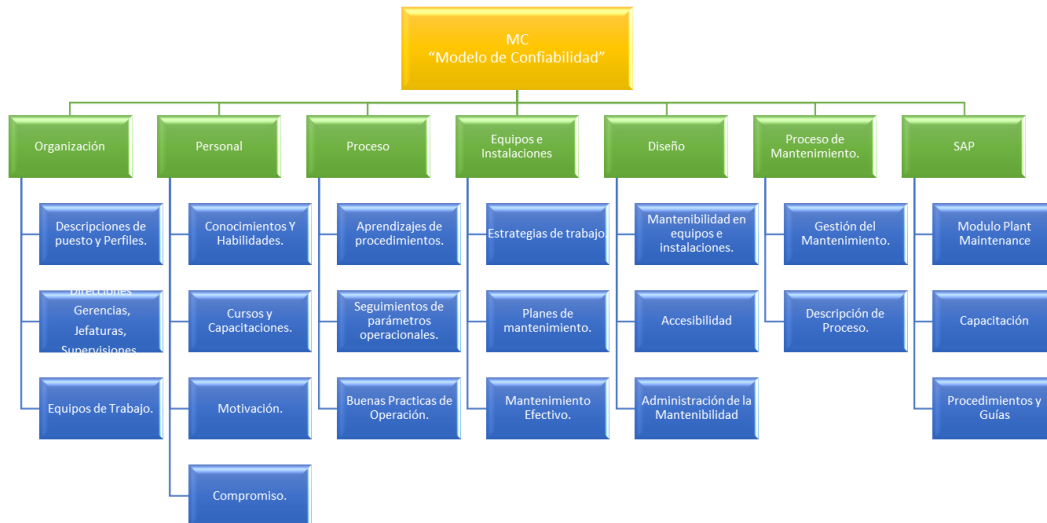 MC
“Modelo de Confiabilidad”
Organización
Personal
Proceso
Equipos e
Instalaciones
Diseño
Proceso de
Mantenimiento.
SAP
Descripciones de
puesto y Perfiles.
Direcciones
Gerencias,
Jefaturas,
Supervisiones
Equipos de Trabajo.
Conocimientos Y
Habilidades.
Cursos y
Capacitaciones.
Motivación.
Compromiso.
Aprendizajes de
procedimientos.
Seguimientos de
parámetros
operacionales.
Buenas Practicas de
Operación.
Estrategias de trabajo.
Planes de
mantenimiento.
Mantenimiento
Efectivo.
Mantenibilidad en
equipos e
instalaciones.
Accesibilidad
Administración de la
Mantenibilidad
Gestión del
Mantenimiento.
Descripción de
Proceso.
Modulo Plant
Maintenance
Capacitación
Procedimientos y
Guías